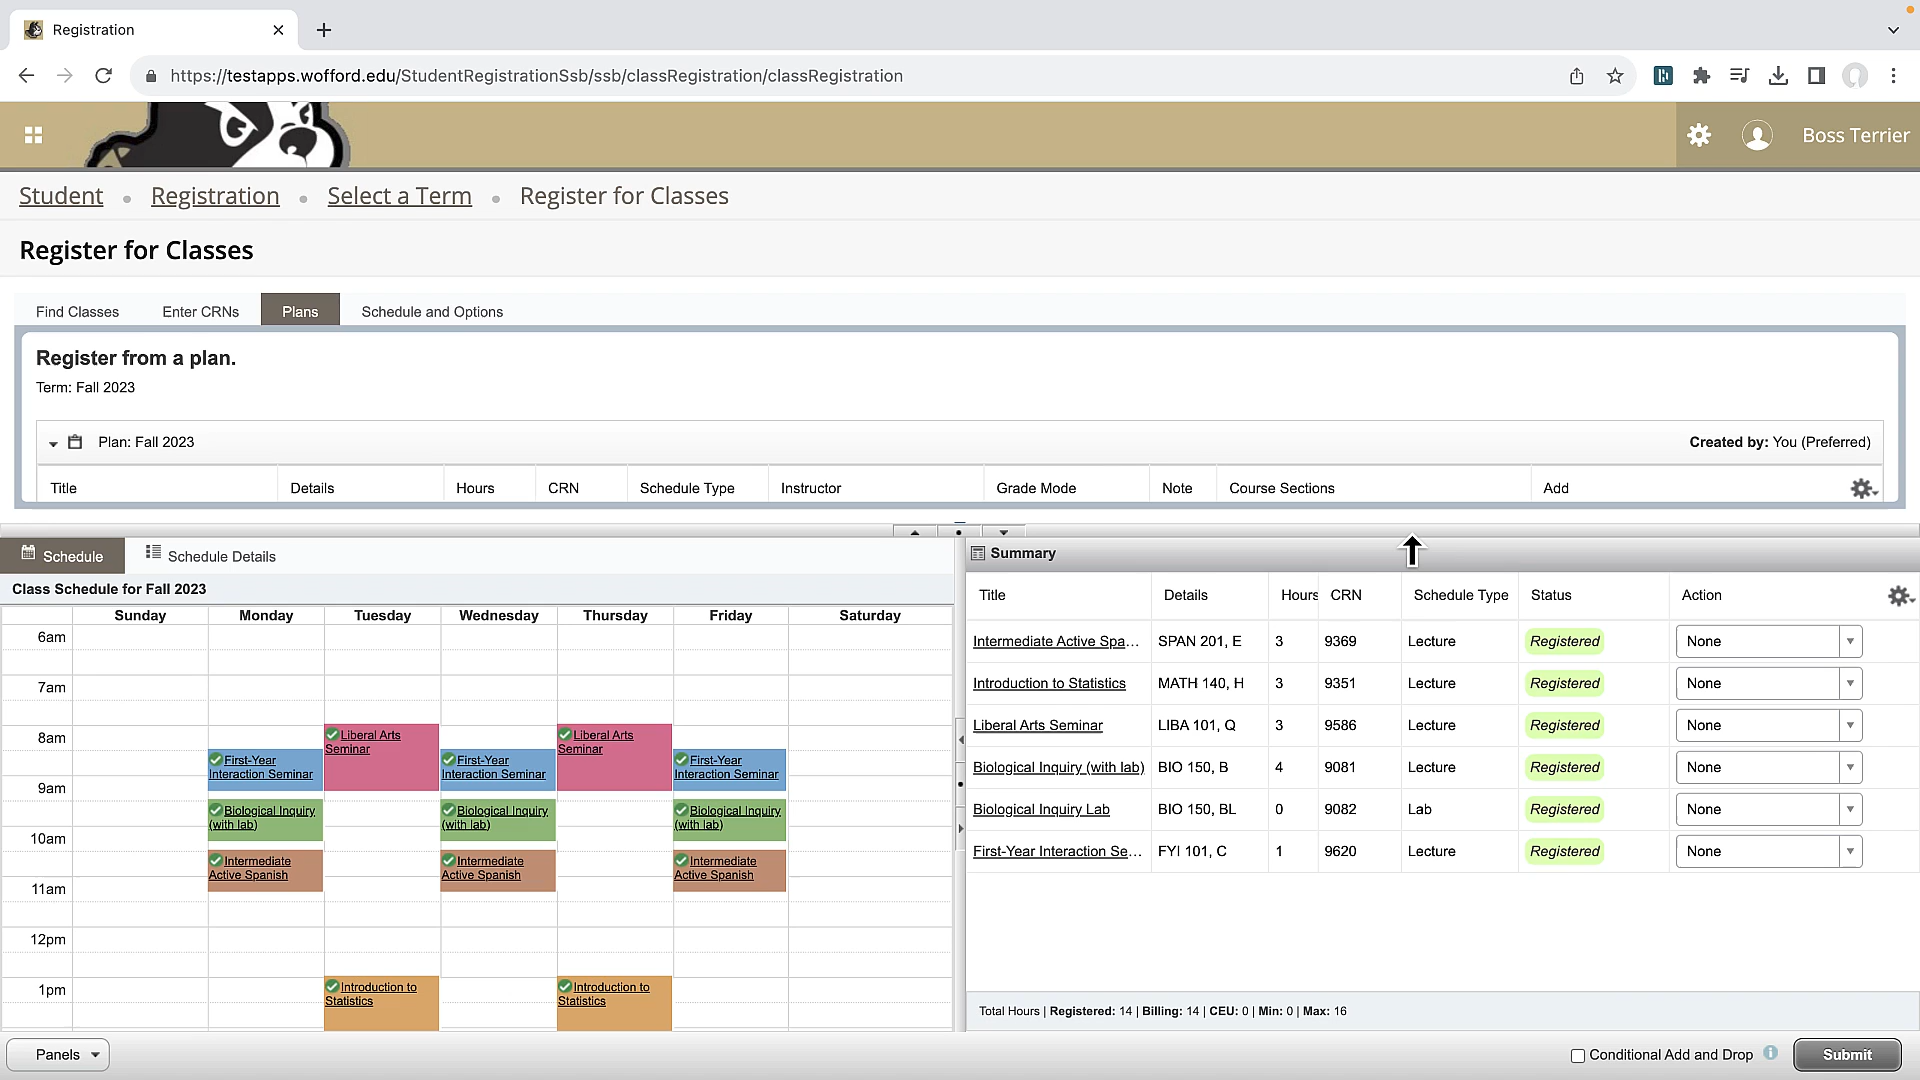 Registration
https://testapps.wofford.edu/StudentRegistrationSsb/ssb/classRegistration/classRegistration
Boss Terrier
Student • Registration • Select a Term • Register for Classes
Register for Classes
Find Classes Enter CRNs Plans Schedule and Options
Register from a plan.
Term: Fall 2023
Plan: Fall 2023 Created by: You (Preferred)
Title Details Hours CRN Schedule Type Instructor Grade Mode Note Course Sections Add
Schedule Schedule Details
Class Schedule for Fall 2023
Sunday Monday Tuesday Wednesday Thursday Friday Saturday
6am
7am
8am
Liberal Arts
Seminar
Liberal Arts
Seminar
First-Year
Interaction Seminar
First-Year
Interaction Seminar
First-Year
Interaction Seminar
9am
Biological Inquiry
(with lab)
Biological Inquiry
(with lab)
Biological Inquiry
(with lab)
10am
Intermediate
Active Spanish
Intermediate
Active Spanish
Intermediate
Active Spanish
11am
12pm
1pm
Introduction to
Statistics
Introduction to
Statistics
Summary
Title Details Hours CRN Schedule Type Status Action
Intermediate Active Spa... SPAN 201, E 3 9369 Lecture Registered None
Introduction to Statistics MATH 140, H 3 9351 Lecture Registered None
Liberal Arts Seminar LIBA 101, Q 3 9586 Lecture Registered None
Biological Inquiry (with lab) BIO 150, B 4 9081 Lecture Registered None
Biological Inquiry Lab BIO 150, BL 0 9082 Lab Registered None
First-Year Interaction Se... FYI 101, C 1 9620 Lecture Registered None
Total Hours | Registered: 14 | Billing: 14 | CEU: 0 | Min: 0 | Max: 16
Panels
Conditional Add and Drop
Submit